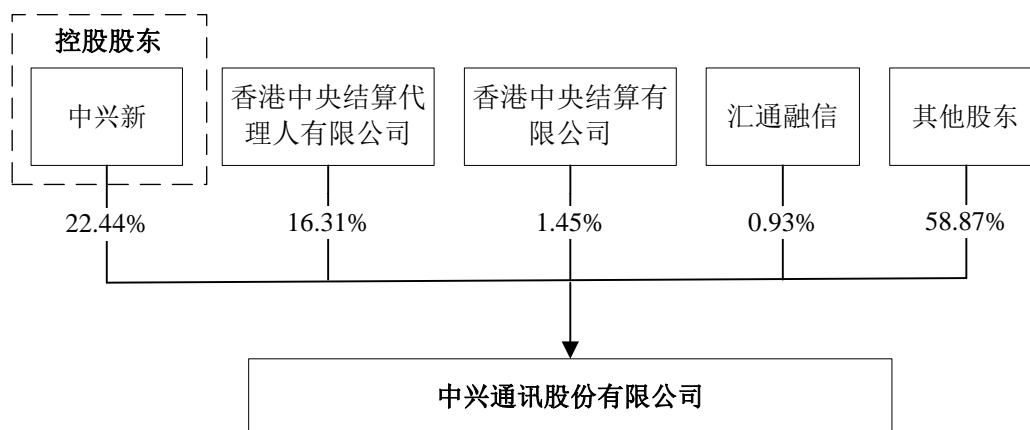 控股股东
中兴新
香港中央结算代
理人有限公司
香港中央结算有
限公司
汇通融信
其他股东
22.44%
16.31%
1.45%
0.93%
58.87%
中兴通讯股份有限公司